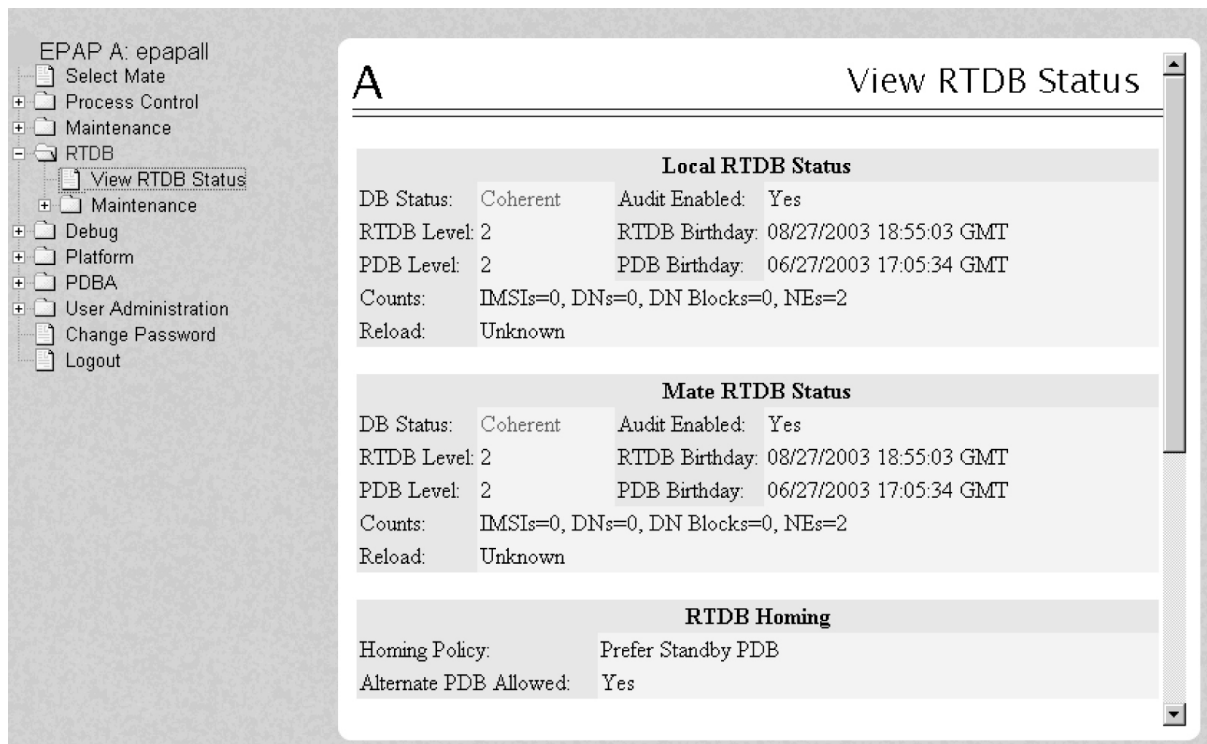 EPAP A: epapall
Select Mate
Process Control
Maintenance
RTDB
View RTDB Status
Maintenance
Debug
Platform
PDBA
User Administration
Change Password
Logout
A View RTDB Status
Local RTDB Status
DB Status: Coherent Audit Enabled: Yes
RTDB Level: 2 RTDB Birthday: 08/27/2003 18:55:03 GMT
PDB Level: 2 PDB Birthday: 06/27/2003 17:05:34 GMT
Counts: IMSIs=0, DNs=0, DN Blocks=0, NEs=2
Reload: Unknown
Mate RTDB Status
DB Status: Coherent Audit Enabled: Yes
RTDB Level: 2 RTDB Birthday: 08/27/2003 18:55:03 GMT
PDB Level: 2 PDB Birthday: 06/27/2003 17:05:34 GMT
Counts: IMSIs=0, DNs=0, DN Blocks=0, NEs=2
Reload: Unknown
RTDB Homing
Homing Policy: Prefer Standby PDB
Alternate PDB Allowed: Yes